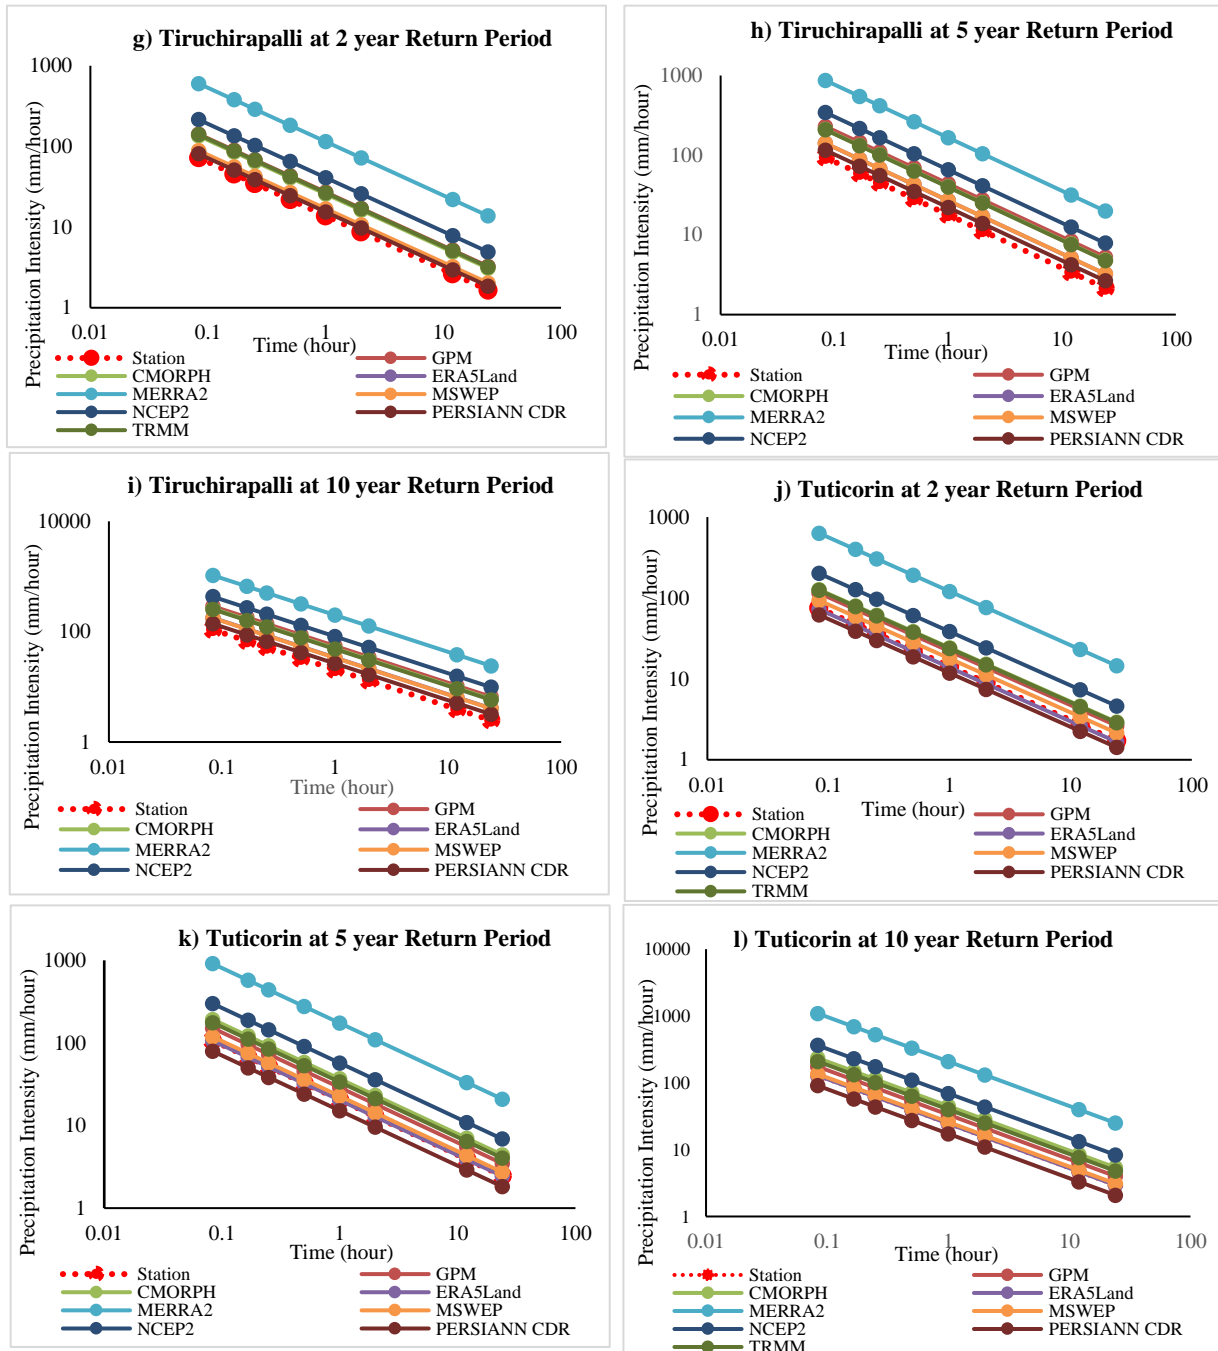 g) Tiruchirapalli at 2 year Return Period
Precipitation Intensity (mm/hour)
1000
100
10
1
0.01 0.1 1 10 100
Time (hour)
Station GPM
CMORPH ERA5Land
MERRA2 MSWEP
NCEP2 PERSIANN CDR
TRMM
h) Tiruchirapalli at 5 year Return Period
Precipitation Intensity (mm/hour)
1000
100
10
1
0.01 0.1 1 10 100
Time (hour)
Station GPM
CMORPH ERA5Land
MERRA2 MSWEP
NCEP2 PERSIANN CDR
i) Tiruchirapalli at 10 year Return Period
Precipitation Intensity (mm/hour)
10000
100
1
0.01 0.1 1 10 100
Time (hour)
Station GPM
CMORPH ERA5Land
MERRA2 MSWEP
NCEP2 PERSIANN CDR
j) Tuticorin at 2 year Return Period
Precipitation Intensity (mm/hour)
1000
100
10
1
0.01 0.1 1 10 100
Time (hour)
Station GPM
CMORPH ERA5Land
MERRA2 MSWEP
NCEP2 PERSIANN CDR
TRMM
k) Tuticorin at 5 year Return Period
Precipitation Intensity (mm/hour)
1000
100
10
1
0.01 0.1 1 10 100
Time (hour)
Station GPM
CMORPH ERA5Land
MERRA2 MSWEP
NCEP2 PERSIANN CDR
l) Tuticorin at 10 year Return Period
Precipitation Intensity (mm/hour)
10000
1000
100
10
1
0.01 0.1 1 10 100
Time (hour)
Station GPM
CMORPH ERA5Land
MERRA2 MSWEP
NCEP2 PERSIANN CDR
TRMM